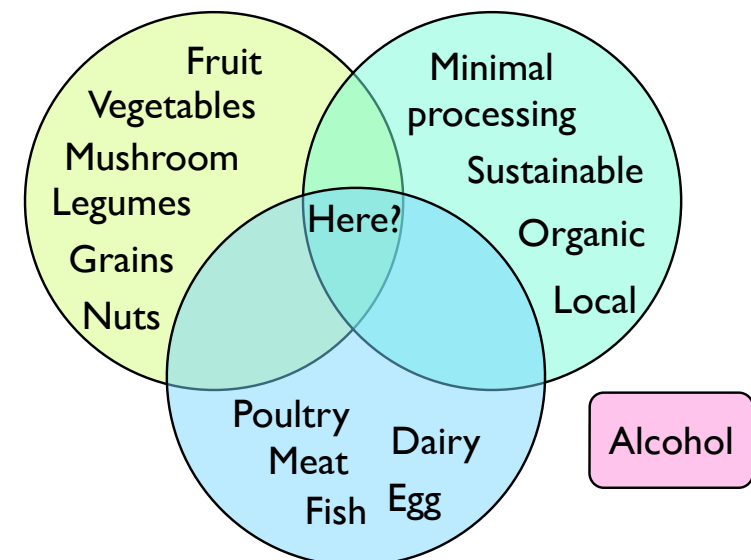 Fruit
Vegetables
Mushroom
Legumes
Grains
Nuts
Minimal
processing
Sustainable
Organic
Local
Here?
Poultry
Meat
Fish
Dairy
Egg
Alcohol